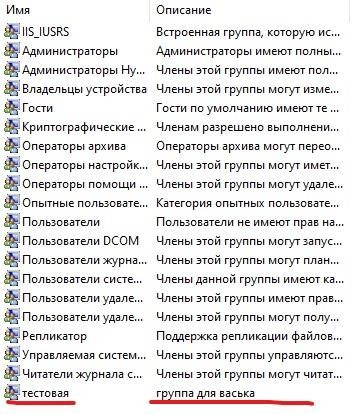 Имя Описание
IIS_IUSRS Встроенная группа, которую ис...
Администраторы Администраторы имеют полны...
Администраторы Hy... Члены этой группы имеют пол...
Владельцы устройства Члены этой группы могут изме...
Гости Гости по умолчанию имеют те ...
Криптографические ... Членам разрешено выполнени...
Операторы архива Операторы архива могут перео...
Операторы настройк... Члены этой группы могут имет...
Операторы помощи ... Члены этой группы могут удале...
Опытные пользовате... Категория опытных пользовате...
Пользователи Пользователи не имеют прав на...
Пользователи DCOM Члены этой группы могут запус...
Пользователи журна... Члены этой группы могут план...
Пользователи систе... Члены данной группы имеют ка...
Пользователи удале... Члены этой группы имеют прав...
Пользователи удале... Члены этой группы могут полу...
Репликатор Поддержка репликации файлов...
Управляемая систем... Члены этой группы управляютс...
Читатели журнала с... Члены этой группы могут читат...
тестовая группа для васька